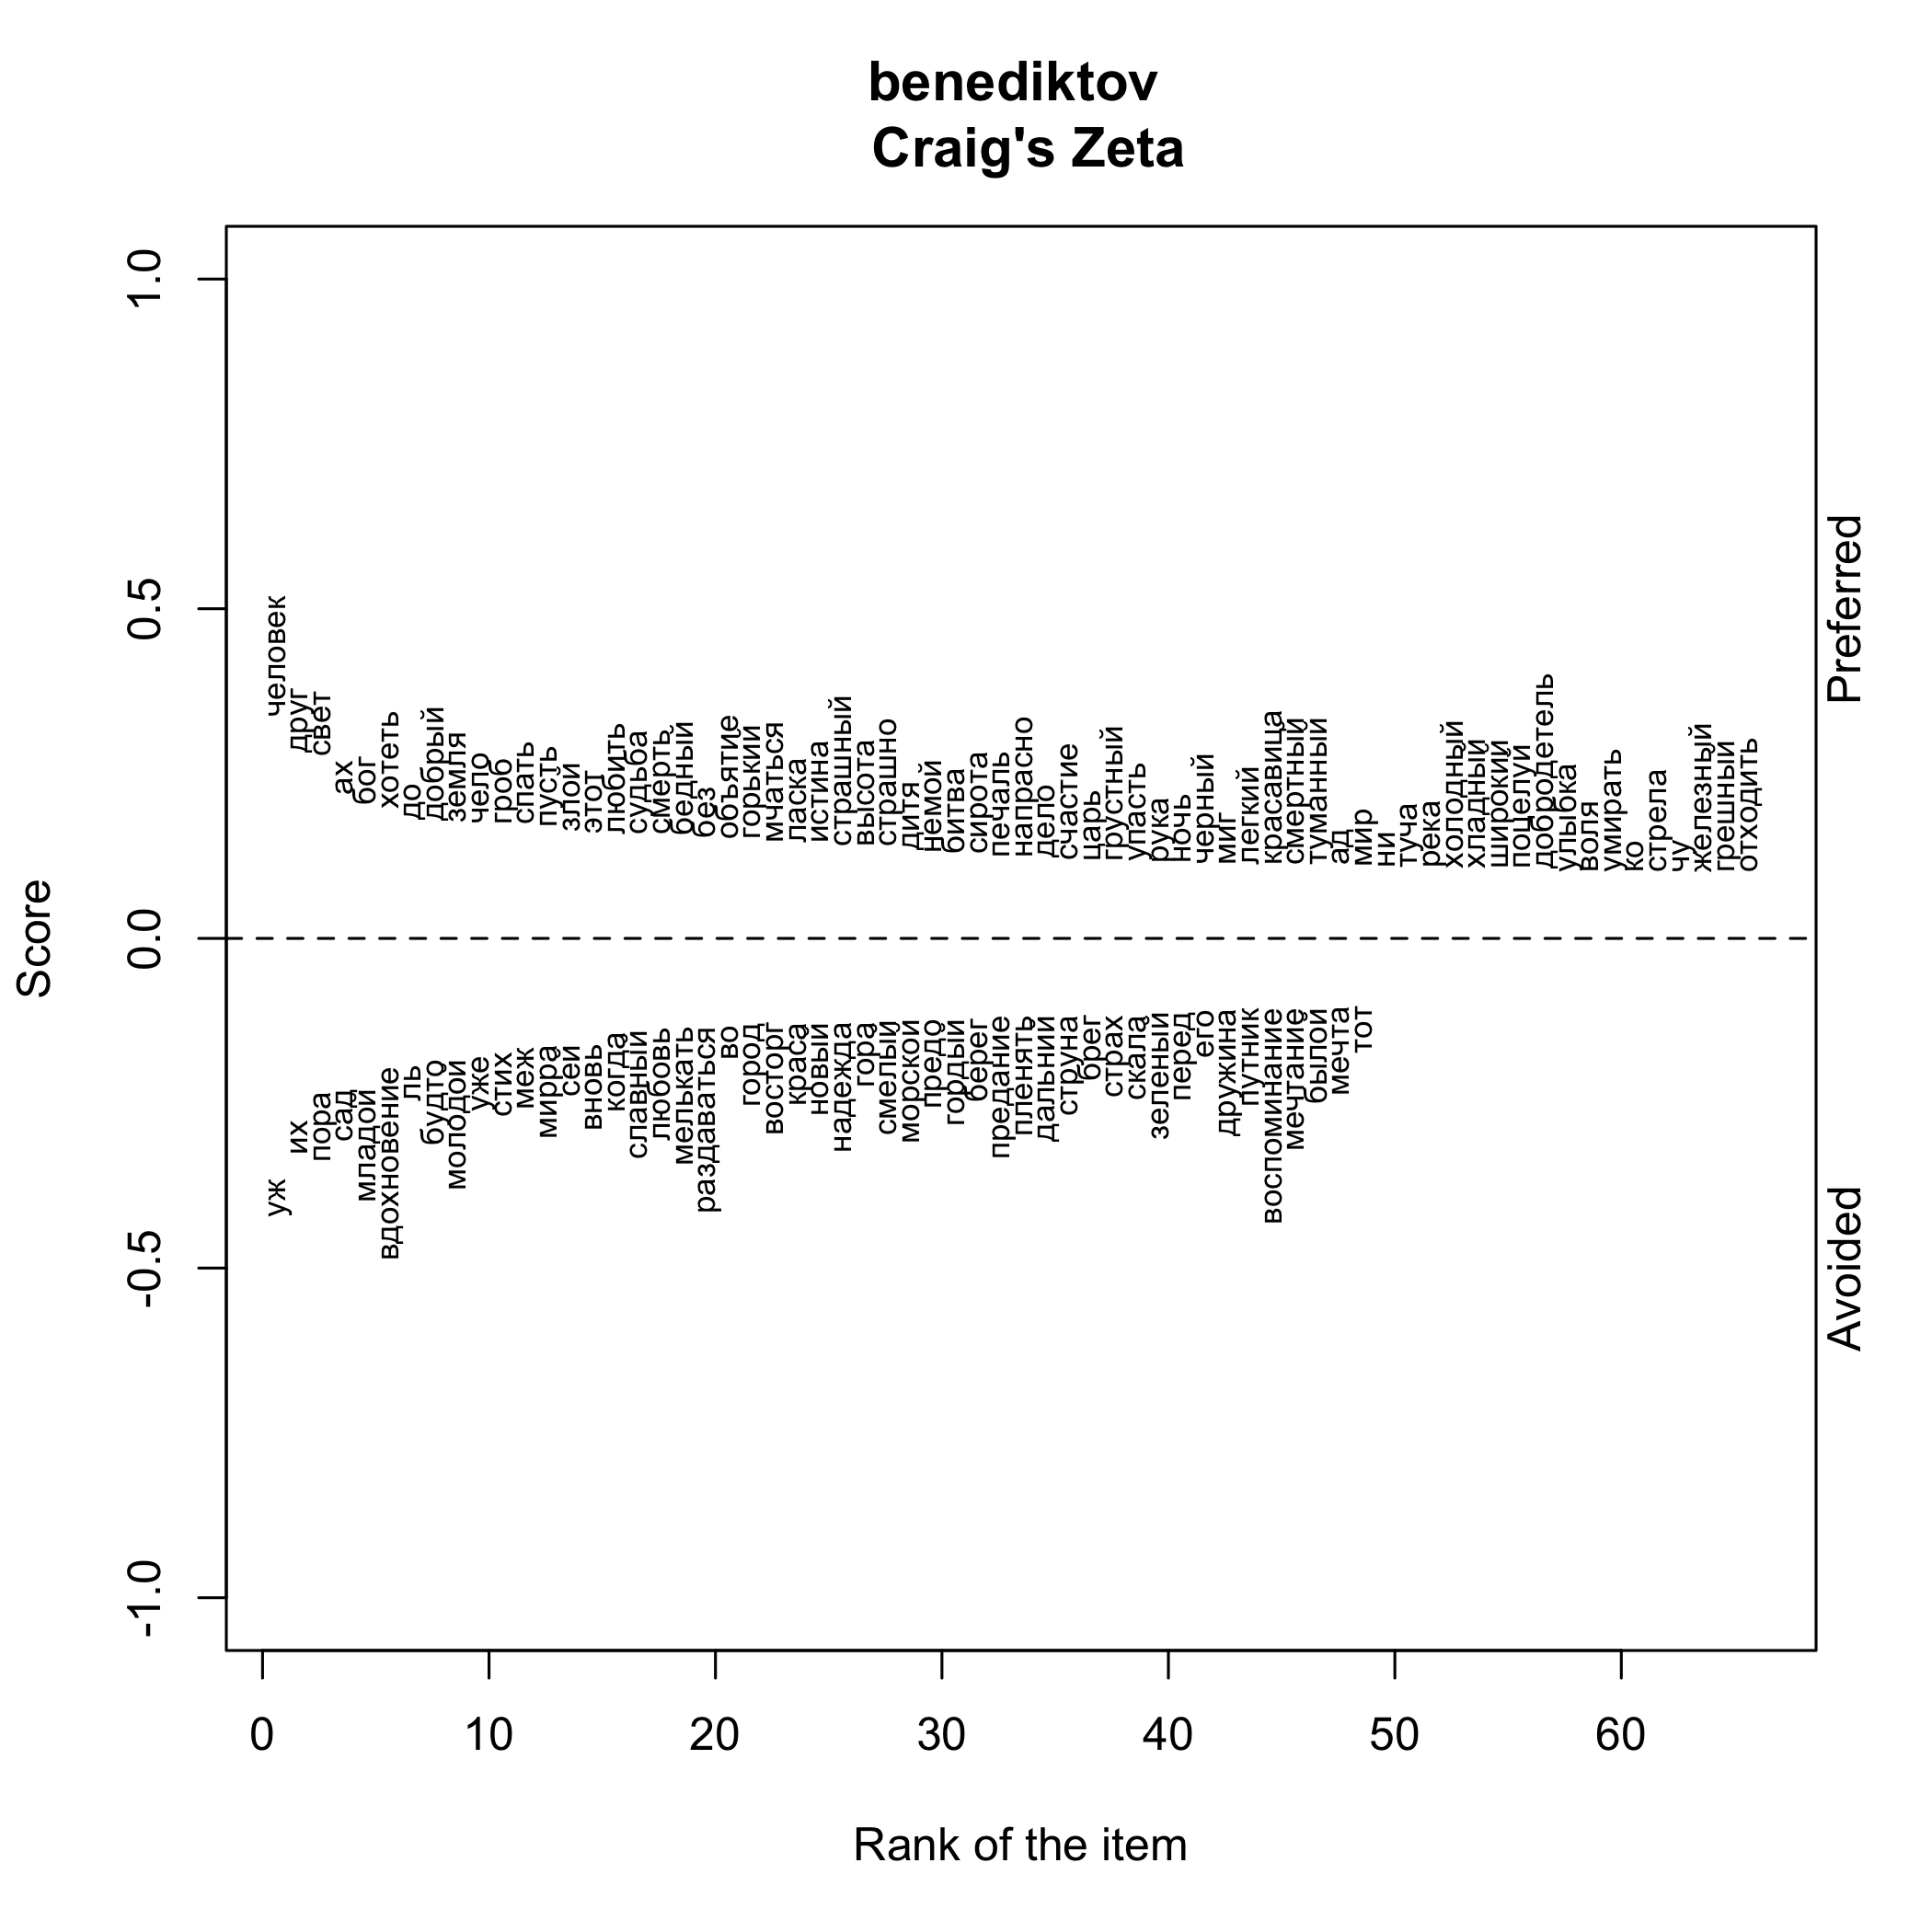 benediktov
Craig's Zeta
Score
1.0
0.5
0.0
-0.5
-1.0
Preferred
Avoided
человек
друг
свет
ах
бог
хотеть
до
добрый
земля
чело
гроб
спать
пусть
злой
этот
любить
судьба
смерть
бедный
без
объятие
горький
мчаться
ласка
истина
страшный
высота
страшно
дитя
немой
битва
сирота
печаль
напрасно
дело
счастие
царь
грустный
упасть
рука
ночь
черный
миг
легкий
красавица
смертный
туманный
ад
мир
ни
туча
река
холодный
хладный
широкий
поцелуй
добродетель
улыбка
воля
умирать
ко
стрела
чу
железный
грешный
отходить
уж
их
пора
сад
младой
вдохновение
ль
будто
молодой
уже
стих
меж
мирра
сей
вновь
когда
славный
любовь
мелькать
раздаваться
во
город
восторг
краса
новый
надежда
гора
смелый
морской
предо
гордый
берег
предание
пленять
дальний
струна
брег
страх
скала
зеленый
перед
его
дружина
путник
воспоминание
мечтание
былой
мечта
тот
0
10
20
30
40
50
60
Rank of the item